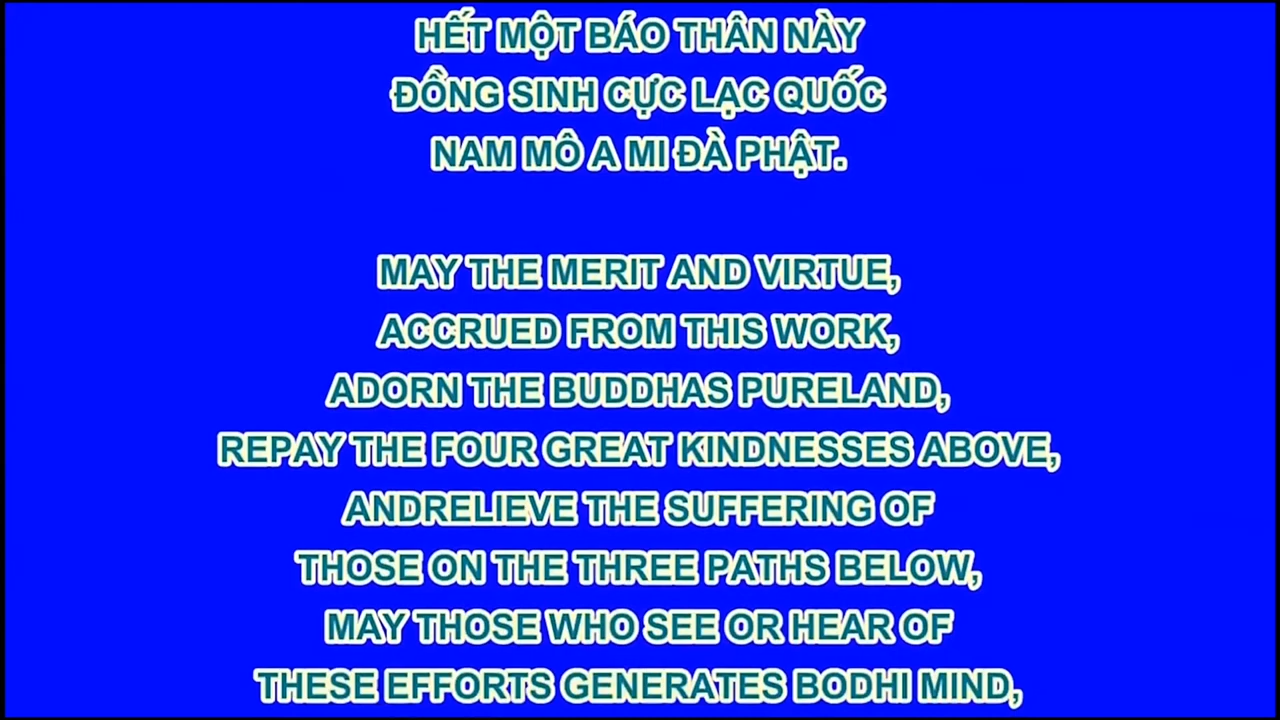 HẾT MỘT BÁO THÂN NÀY
ĐỒNG SINH CỰC LẠC QUỐC
NAM MÔ A MI ĐÀ PHẬT.
MAY THE MERIT AND VIRTUE,
ACCRUED FROM THIS WORK,
ADORN THE BUDDHAS PURELAND,
REPAY THE FOUR GREAT KINDNESSES ABOVE,
ANDRELIEVE THE SUFFERING OF
THOSE ON THE THREE PATHS BELOW,
MAY THOSE WHO SEE OR HEAR OF
THESE EFFORTS GENERATES BODHI MIND,